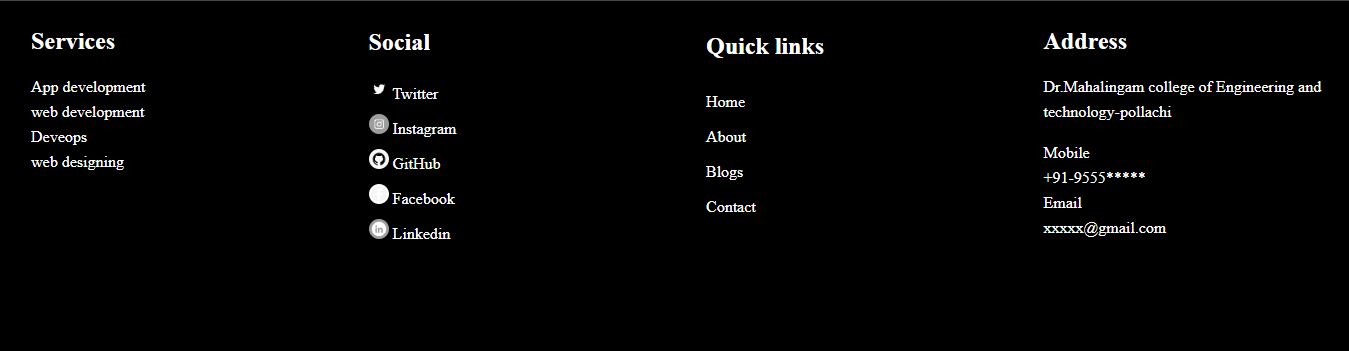 Services
App development
web development
Deveops
web designing
Social
Twitter
Instagram
GitHub
Facebook
Linkedin
Quick links
Home
About
Blogs
Contact
Address
Dr.Mahalingam college of Engineering and
technology-pollachi
Mobile
+91-9555*****
Email
xxxxx@gmail.com